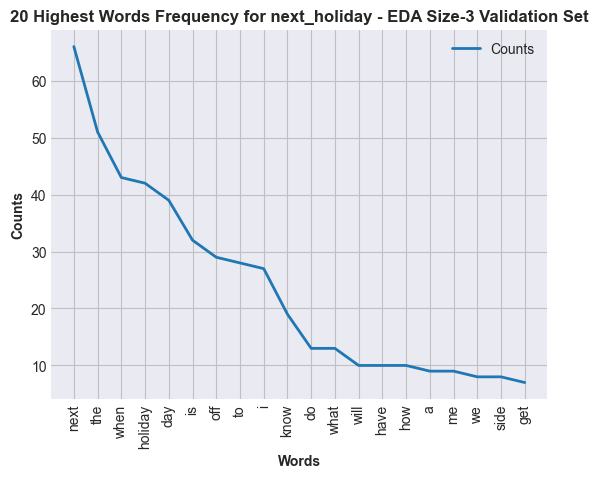 20 Highest Words Frequency for next_holiday - EDA Size-3 Validation Set
Counts
60
50
40
30
20
10
Counts
next
the
when
holiday
day
is
off
to
i
know
do
what
will
have
how
a
me
we
side
get
Words